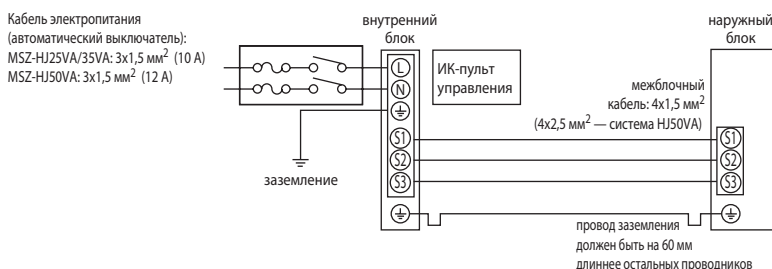 Кабель электропитания
(автоматический выключатель):
MSZ-HJ25VA/35VA: 3x1,5 мм² (10 А)
MSZ-HJ50VA: 3x1,5 мм² (12 А)
внутренний
блок
наружный
блок
L
N
ИК-пульт
управления
межблочный
кабель: 4x1,5 мм²
(4x2,5 мм² — система HJ50VA)
S1
S2
S3
S1
S2
S3
заземление
провод заземления
должен быть на 60 мм
длиннее остальных проводников